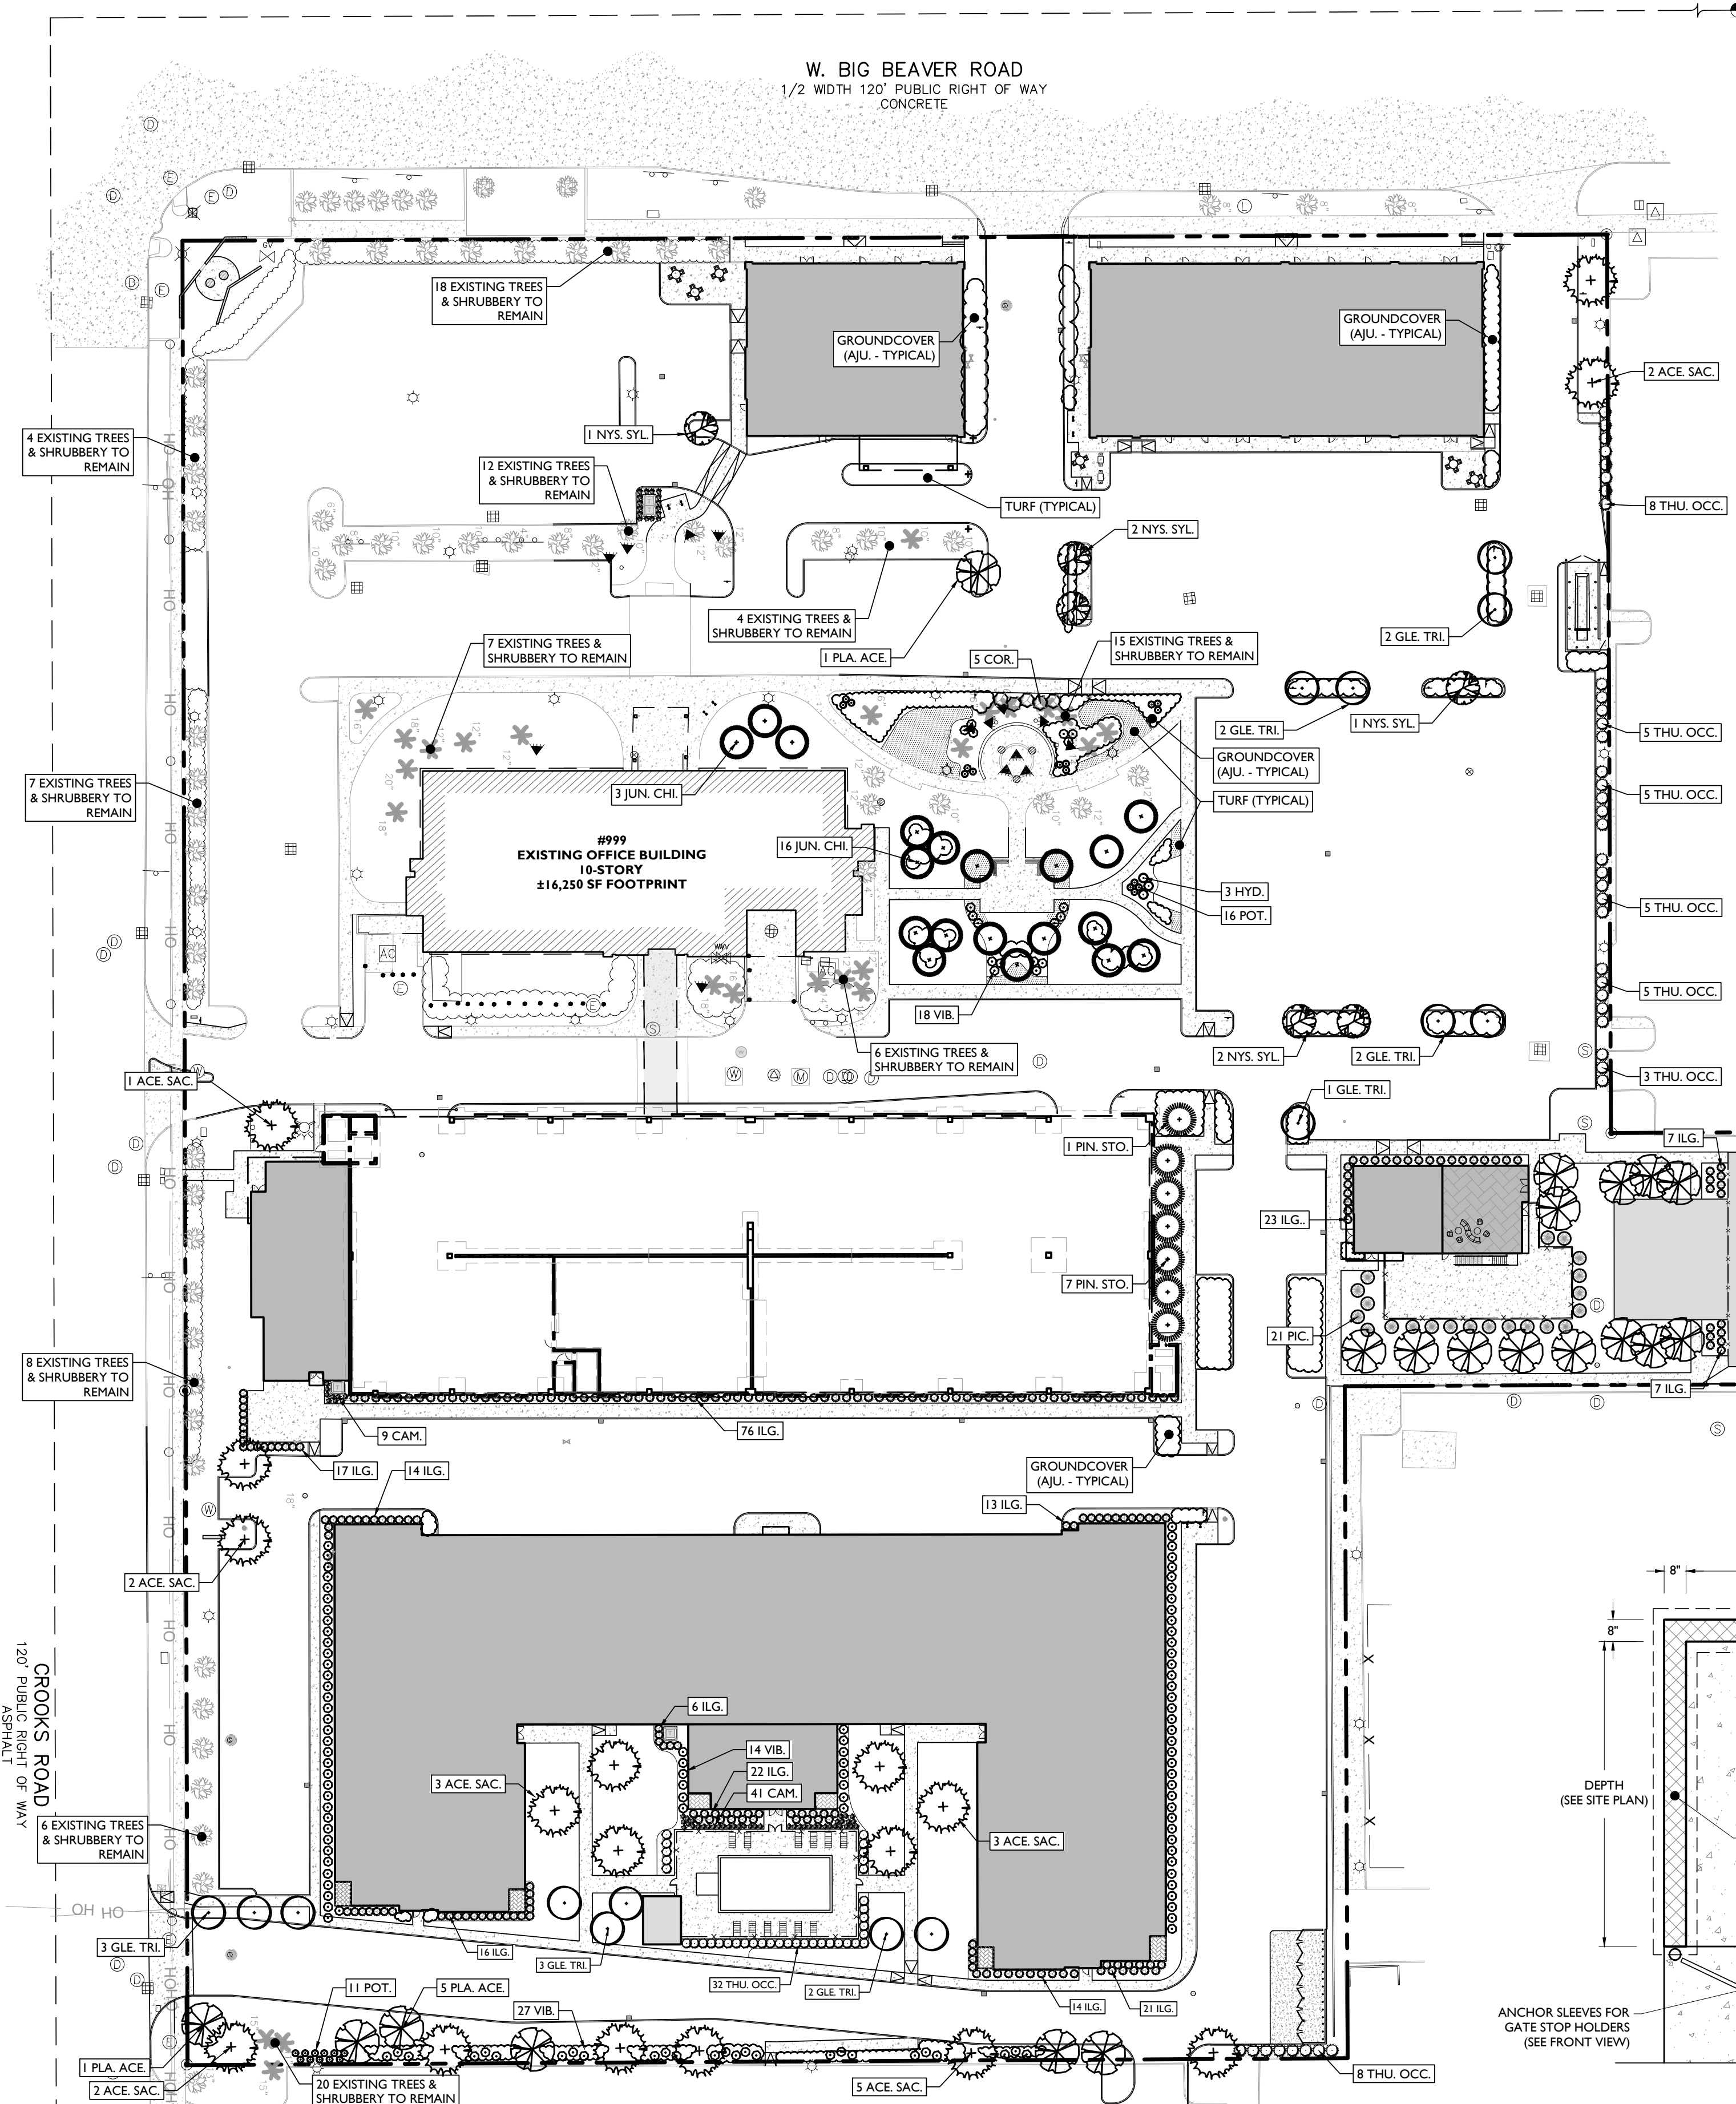 W. BIG BEAVER ROAD
1/2 WIDTH 120' PUBLIC RIGHT OF WAY
CONCRETE
18 EXISTING TREES
& SHRUBBERY TO
REMAIN
GROUNDCOVER
(AJU. - TYPICAL)
GROUNDCOVER
(AJU. - TYPICAL)
2 ACE. SAC.
4 EXISTING TREES
& SHRUBBERY TO
REMAIN
1 NYS. SYL.
12 EXISTING TREES
& SHRUBBERY TO
REMAIN
TURF (TYPICAL)
8 THU. OCC.
2 NYS. SYL.
4 EXISTING TREES &
SHRUBBERY TO REMAIN
7 EXISTING TREES &
SHRUBBERY TO REMAIN
1 PLA. ACE.
5 COR.
15 EXISTING TREES &
SHRUBBERY TO REMAIN
2 GLE. TRI.
2 GLE. TRI.
1 NYS. SYL.
5 THU. OCC.
GROUNDCOVER
(AJU. - TYPICAL)
TURF (TYPICAL)
5 THU. OCC.
7 EXISTING TREES
& SHRUBBERY TO
REMAIN
3 JUN. CHI.
#999
EXISTING OFFICE BUILDING
10-STORY
±16,250 SF FOOTPRINT
16 JUN. CHI.
3 HYD.
16 POT.
5 THU. OCC.
5 THU. OCC.
18 VIB.
6 EXISTING TREES &
SHRUBBERY TO REMAIN
2 NYS. SYL.
2 GLE. TRI.
3 THU. OCC.
1 ACE. SAC.
1 GLE. TRI.
1 PIN. STO.
7 ILG.
23 ILG..
7 PIN. STO.
21 PIC.
8 EXISTING TREES
& SHRUBBERY TO
REMAIN
7 ILG.
9 CAM.
76 ILG.
17 ILG.
14 ILG.
GROUNDCOVER
(AJU. - TYPICAL)
13 ILG.
2 ACE. SAC.
8"
8"
CROOKS ROAD
120' PUBLIC RIGHT OF WAY
ASPHALT
6 ILG.
14 VIB.
22 ILG.
41 CAM.
3 ACE. SAC.
3 ACE. SAC.
DEPTH
(SEE SITE PLAN)
6 EXISTING TREES
& SHRUBBERY TO
REMAIN
OH HO
3 GLE. TRI.
16 ILG.
3 GLE. TRI.
32 THU. OCC.
2 GLE. TRI.
14 ILG.
21 ILG.
11 POT.
5 PLA. ACE.
27 VIB.
ANCHOR SLEEVES FOR
GATE STOP HOLDERS
(SEE FRONT VIEW)
1 PLA. ACE.
2 ACE. SAC.
20 EXISTING TREES &
SHRUBBERY TO REMAIN
5 ACE. SAC.
8 THU. OCC.